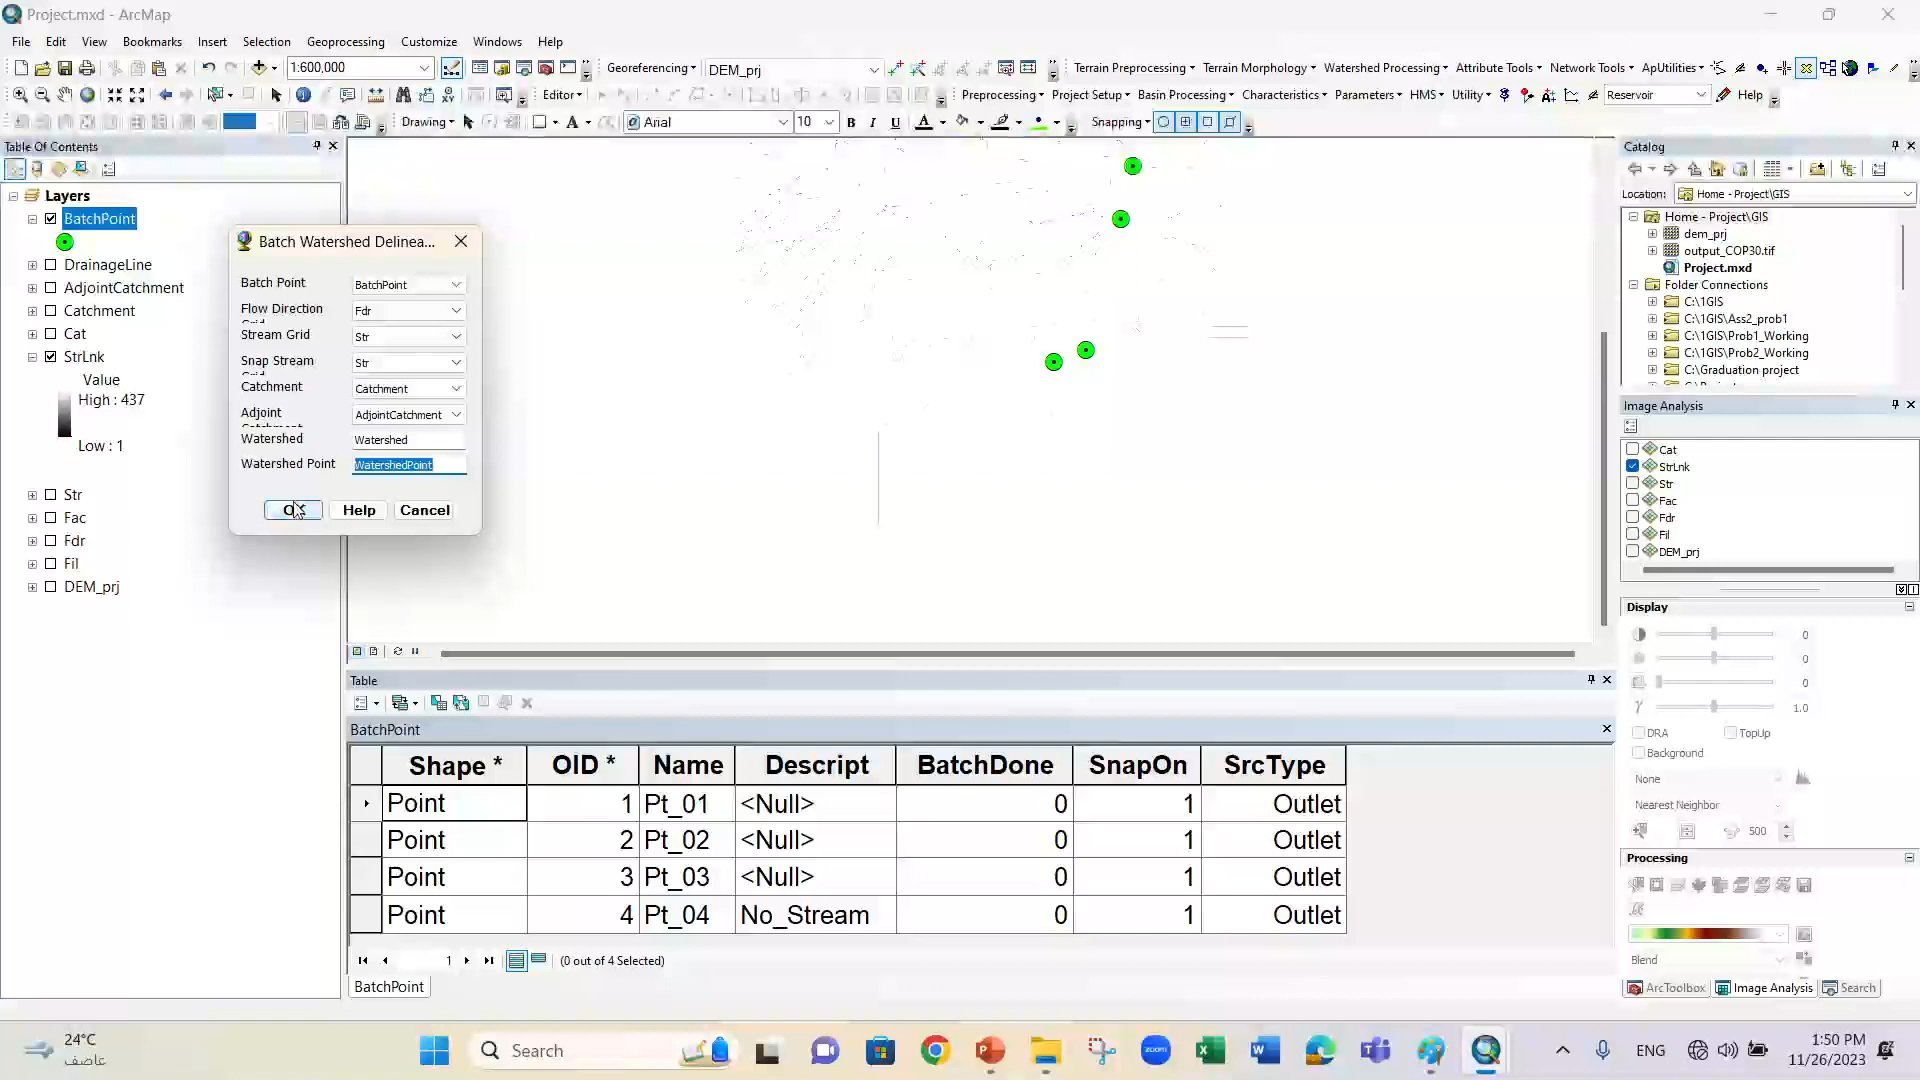 Project.mxd - ArcMap
File Edit View Bookmarks Insert Selection Geoprocessing Customize Windows Help
1:600,000 Georeferencing DEM_prj Terrain Preprocessing Terrain Morphology Watershed Processing Attribute Tools Network Tools ApUtilities
Editor Preprocessing Project Setup Basin Processing Characteristics Parameters HMS Utility Reservoir Help
Drawing Arial 10 B I U A Snapping
Table Of Contents
Layers
BatchPoint
DrainageLine
AdjointCatchment
Catchment
Cat
StrLnk
Value
High : 437
Low : 1
Str
Fac
Fdr
Fil
DEM_prj
Batch Watershed Delinea...
Batch Point BatchPoint
Flow Direction Fdr
Stream Grid Str
Snap Stream Str
Catchment Catchment
Adjoint AdjointCatchment
Watershed Watershed
Watershed Point WatershedPoint
Help Cancel
Catalog
Location: Home - Project\GIS
Home - Project\GIS
dem_prj
output_COP30.tif
Project.mxd
Folder Connections
C:\1GIS
C:\1GIS\Ass2_prob1
C:\1GIS\Prob1_Working
C:\1GIS\Prob2_Working
C:\Graduation project
Image Analysis
Cat
StrLnk
Str
Fac
Fdr
Fil
DEM_prj
Display
0
0
0
1.0
DRA TopUp
Background
None
Nearest Neighbor
500
Processing
Blend
ArcToolbox Image Analysis Search
Table
BatchPoint
Shape * OID * Name Descript BatchDone SnapOn SrcType
Point 1 Pt_01 <Null> 0 1 Outlet
Point 2 Pt_02 <Null> 0 1 Outlet
Point 3 Pt_03 <Null> 0 1 Outlet
Point 4 Pt_04 No_Stream 0 1 Outlet
1 (0 out of 4 Selected)
BatchPoint
24°C
عاصف
Search
zoom
ENG
1:50 PM
11/26/2023